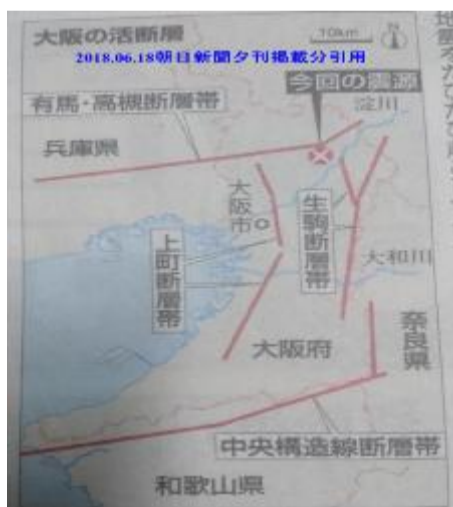 大阪の活断層
10km
2018.06.18朝日新聞夕刊掲載分引用
今回の震源
淀川
有馬・高槻断層帯
兵庫県
大阪市
生駒断層帯
上町断層帯
大和川
大阪府
奈良県
中央構造線断層帯
和歌山県